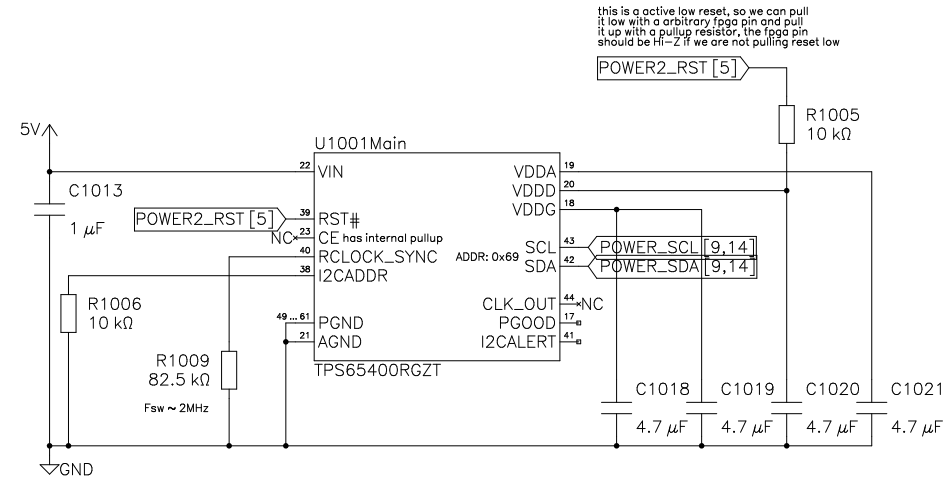 this is a active low reset, so we can pull
it low with a arbitrary fpga pin and pull
it up with a pullup resistor, the fpga pin
should be Hi-Z if we are not pulling reset low
POWER2_RST [5]
R1005
10 kΩ
5V
U1001Main
22 VIN
VDDA 19
VDDD 20
VDDG 18
C1013
1 µF
POWER2_RST [5]
39 RST#
NC 23 CE has internal pullup
40 RCLOCK_SYNC
38 I2CADDR
ADDR: 0x69
SCL 43 POWER_SCL [9,14]
SDA 42 POWER_SDA [9,14]
R1006
10 kΩ
CLK_OUT 44 NC
49...61 PGND
PGOOD 17
21 AGND
I2CALERT 41
TPS65400RGZT
R1009
82.5 kΩ
Fsw ~ 2MHz
C1018 C1019 C1020 C1021
4.7 µF 4.7 µF 4.7 µF 4.7 µF
GND